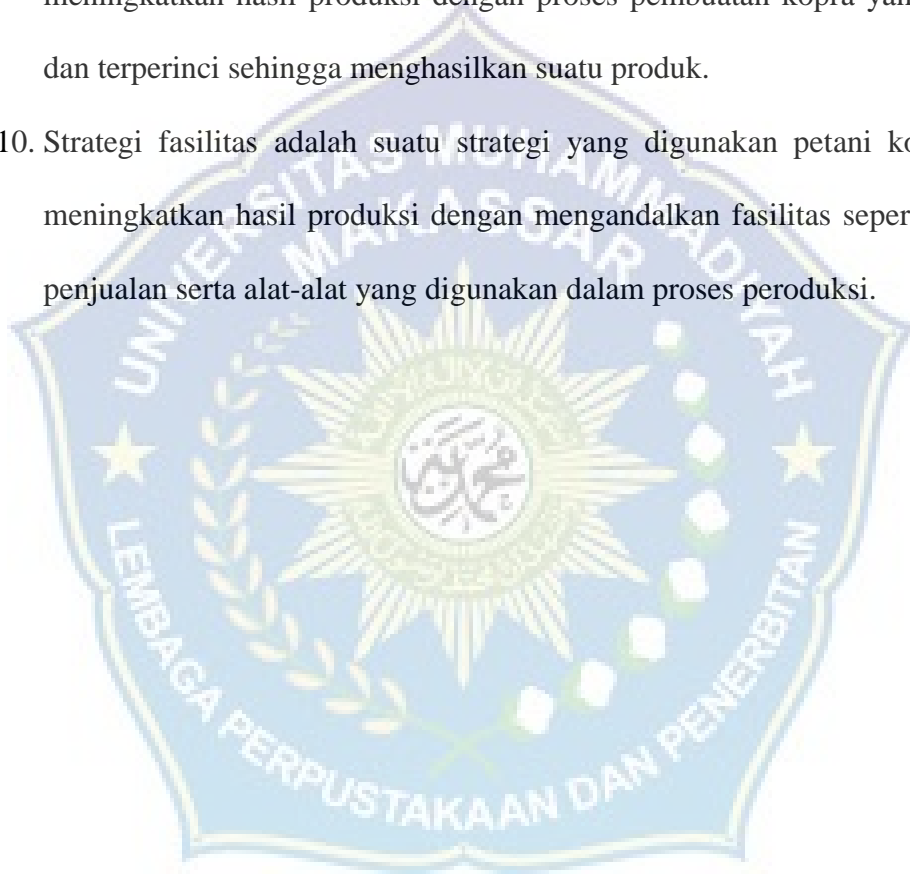 meningkatkan hasil produksi dengan proses pembuatan kopra
dan terperinci sehingga menghasilkan suatu produk.
10. Strategi fasilitas adalah suatu strategi yang digunakan petani
meningkatkan hasil produksi dengan mengandalkan fasilitas
penjualan serta alat-alat yang digunakan dalam proses peroduksi.
UNIVERSITAS MUHAMMADIYAH
MAKASSAR
LEMBAGA PERPUSTAKAAN DAN PENERBITAN